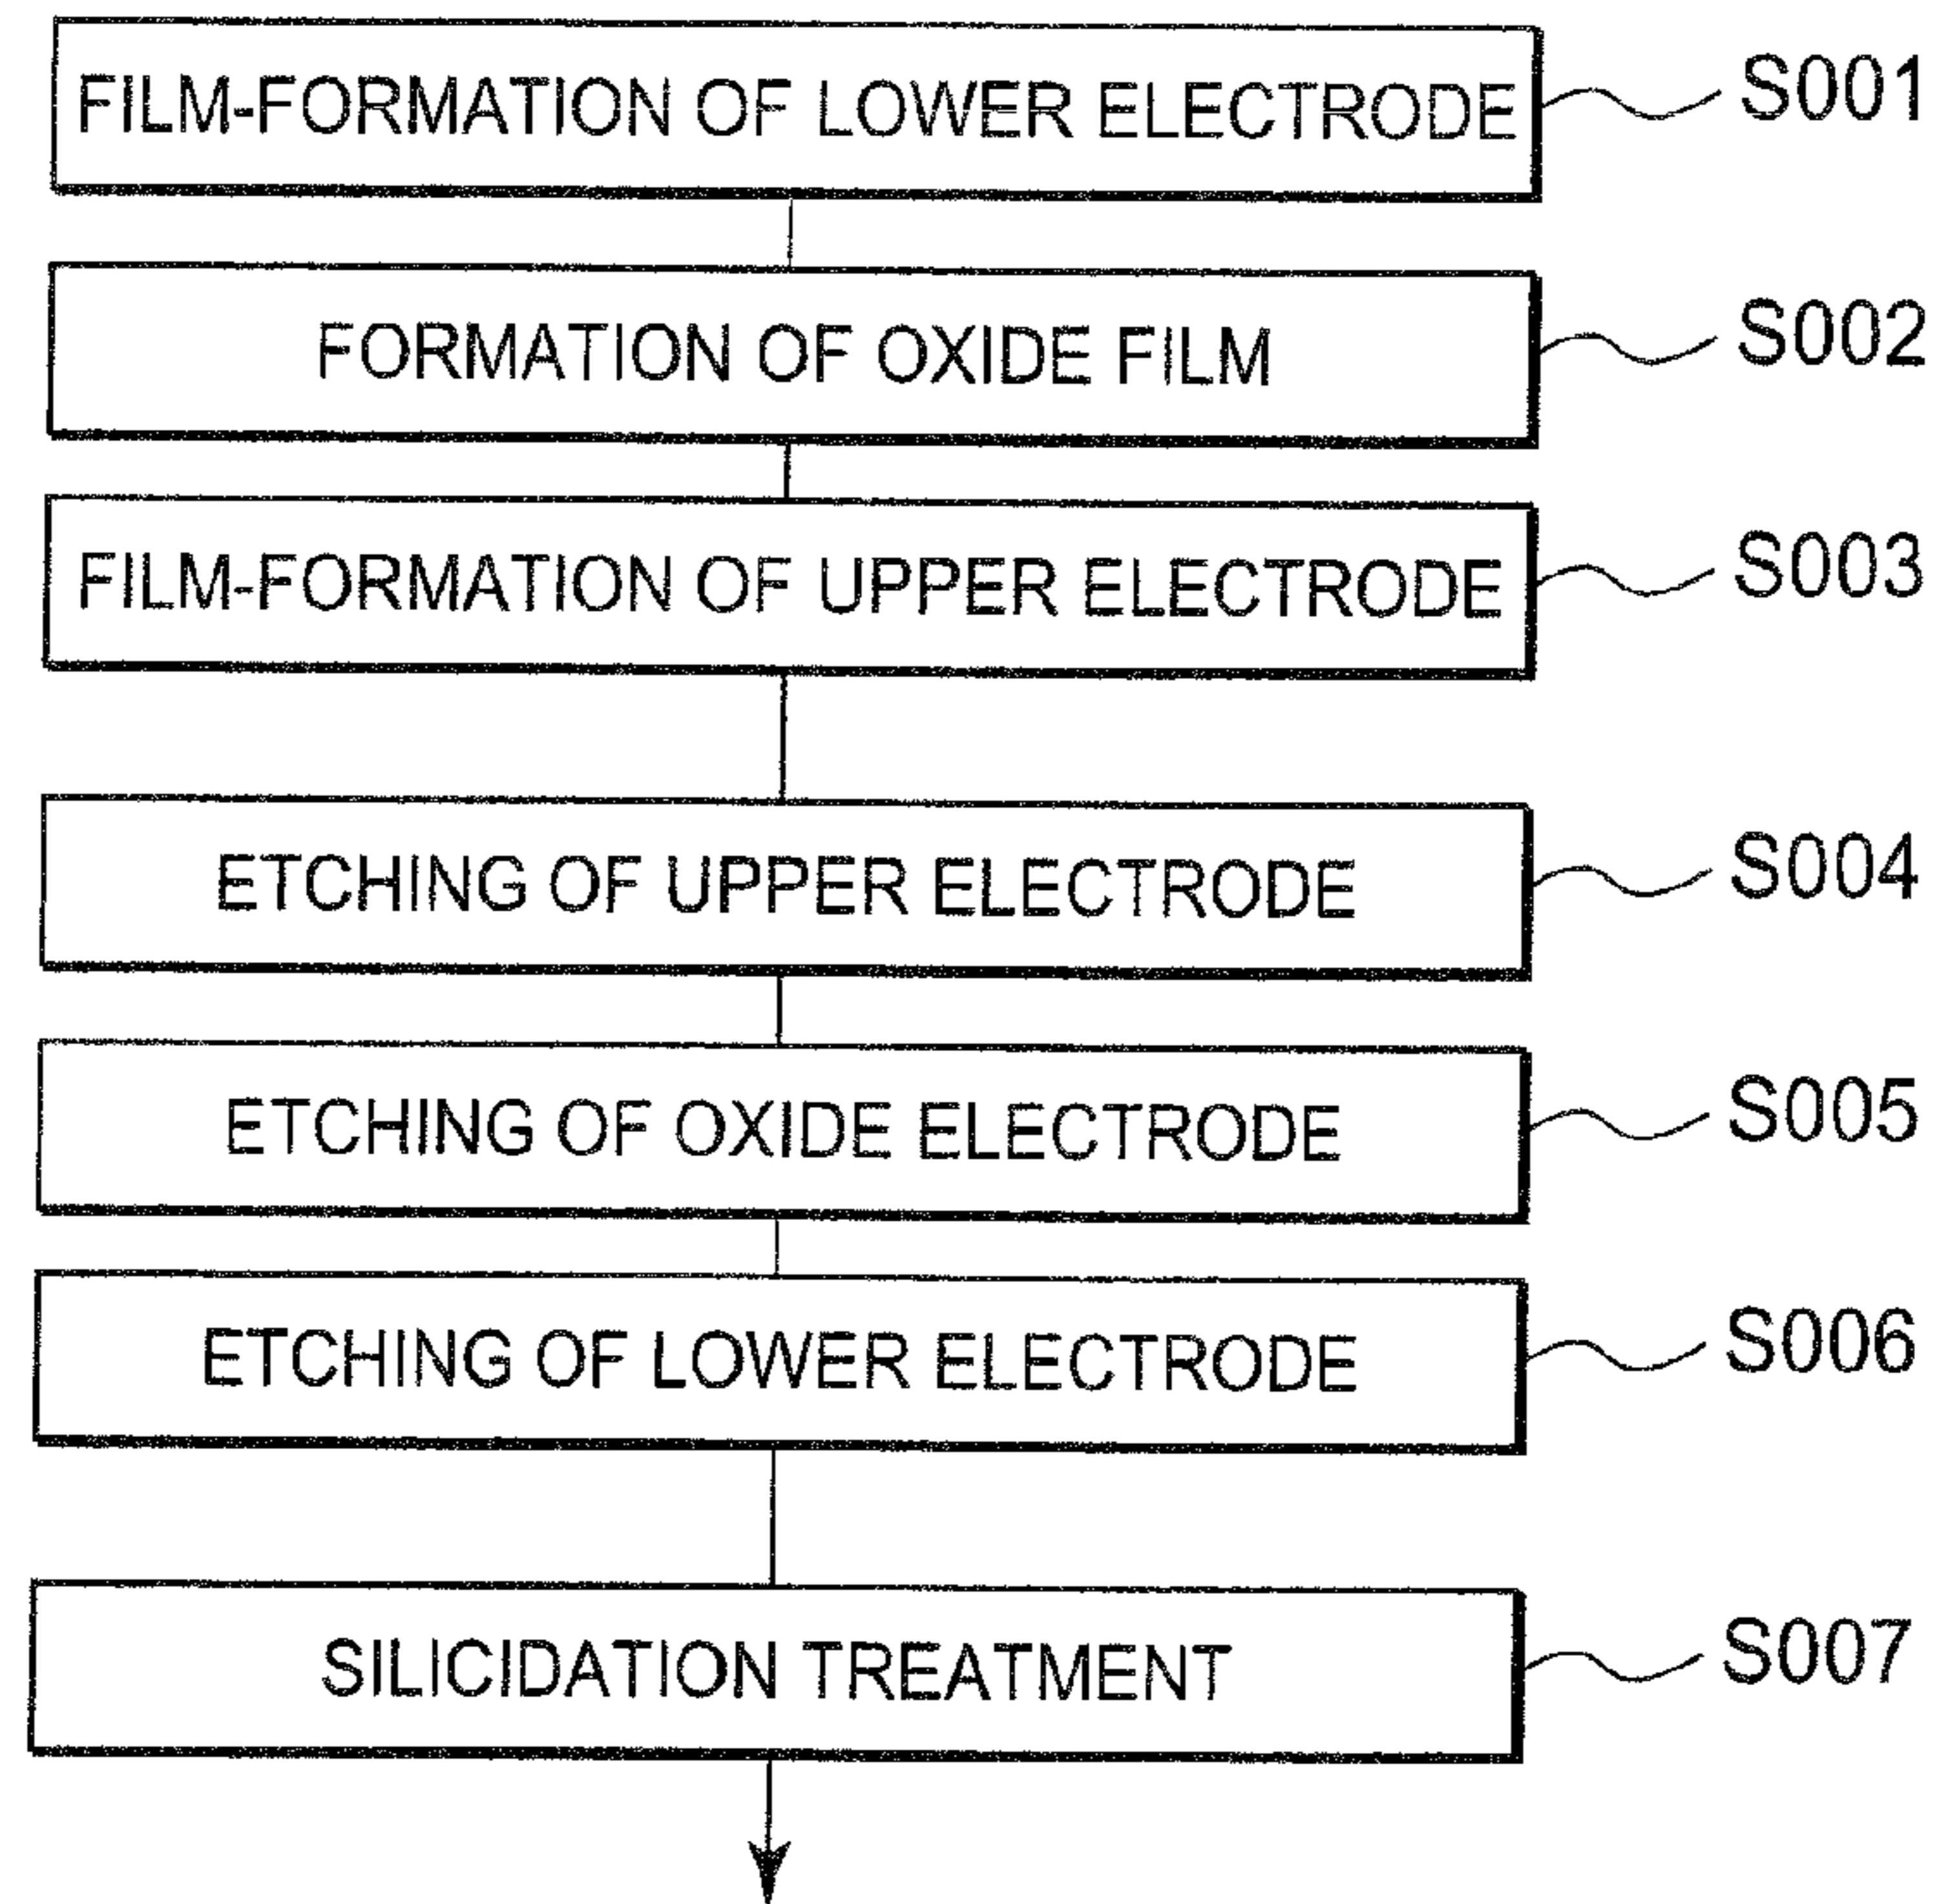 FILM-FORMATION OF LOWER ELECTRODE S001
FORMATION OF OXIDE FILM S002
FILM-FORMATION OF UPPER ELECTRODE S003
ETCHING OF UPPER ELECTRODE S004
ETCHING OF OXIDE ELECTRODE S005
ETCHING OF LOWER ELECTRODE S006
SILICIDATION TREATMENT S007